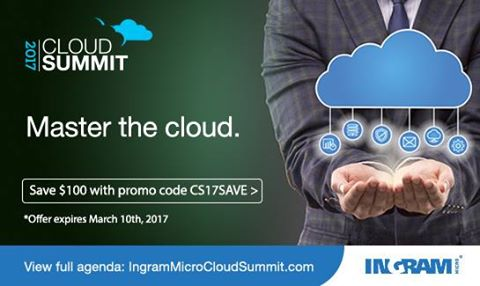 2017
CLOUD
SUMMIT
Master the cloud.
Save $100 with promo code CS17SAVE >
*Offer expires March 10th, 2017
View full agenda: IngramMicroCloudSummit.com
INGRAM
MICRO